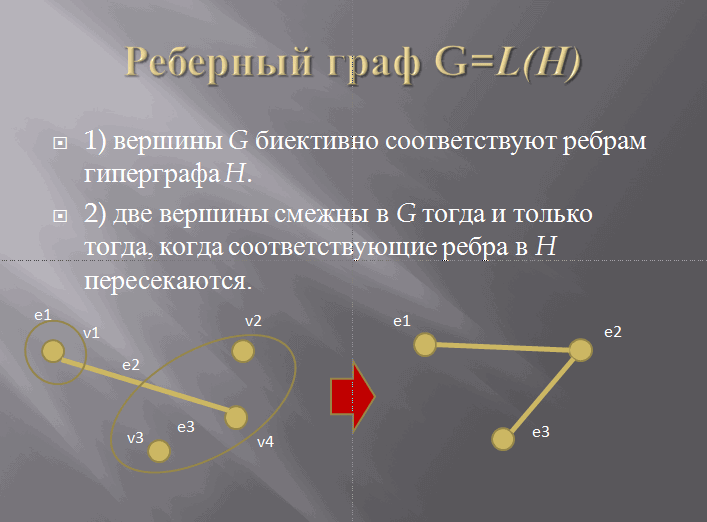 Реберный граф G=L(H)
1) вершины G биективно соответствуют ребрам
гиперграфа H.
2) две вершины смежны в G тогда и только
тогда, когда соответствующие ребра в H
пересекаются.
e1
v1
e2
v2
v3
e3
v4
e1
e2
e3